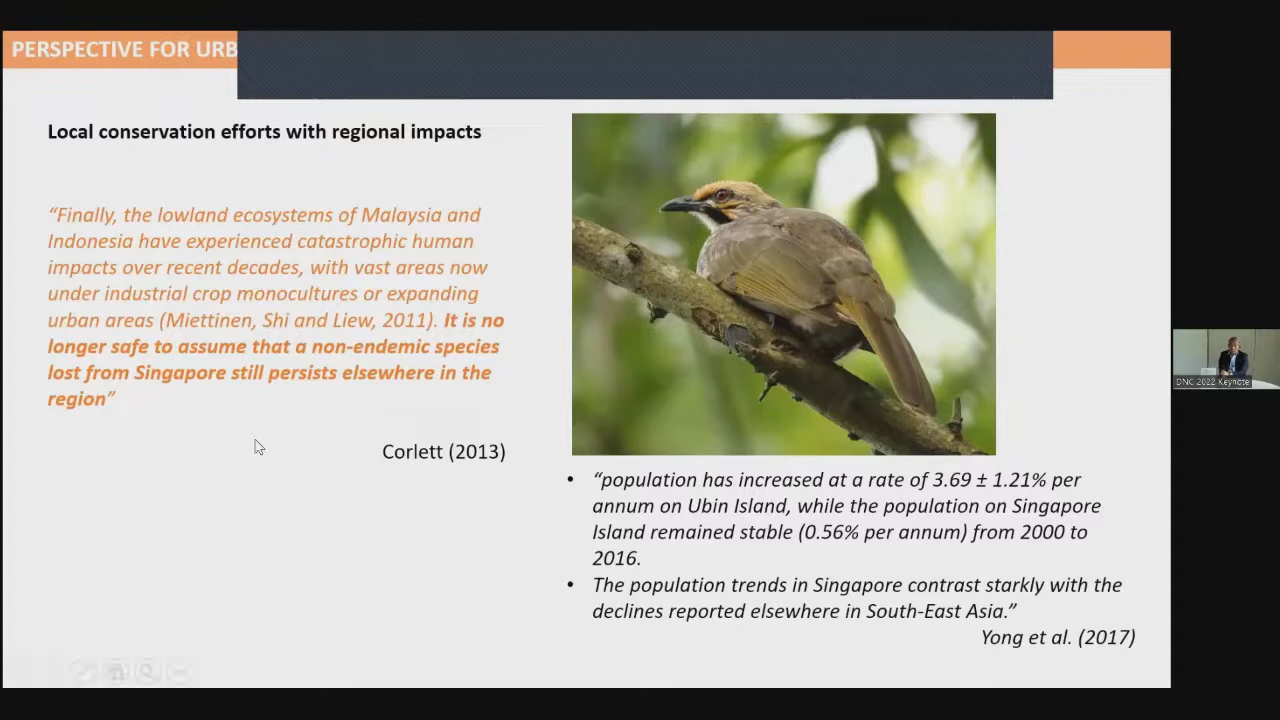 PERSPECTIVE FOR URB
Local conservation efforts with regional impacts
“Finally, the lowland ecosystems of Malaysia and
Indonesia have experienced catastrophic human
impacts over recent decades, with vast areas now
under industrial crop monocultures or expanding
urban areas (Miettinen, Shi and Liew, 2011). It is no
longer safe to assume that a non-endemic species
lost from Singapore still persists elsewhere in the
region”
Corlett (2013)
• “population has increased at a rate of 3.69 ± 1.21% per
annum on Ubin Island, while the population on Singapore
Island remained stable (0.56% per annum) from 2000 to
2016.
• The population trends in Singapore contrast starkly with the
declines reported elsewhere in South-East Asia.”
Yong et al. (2017)
DNC 2022 Keynote